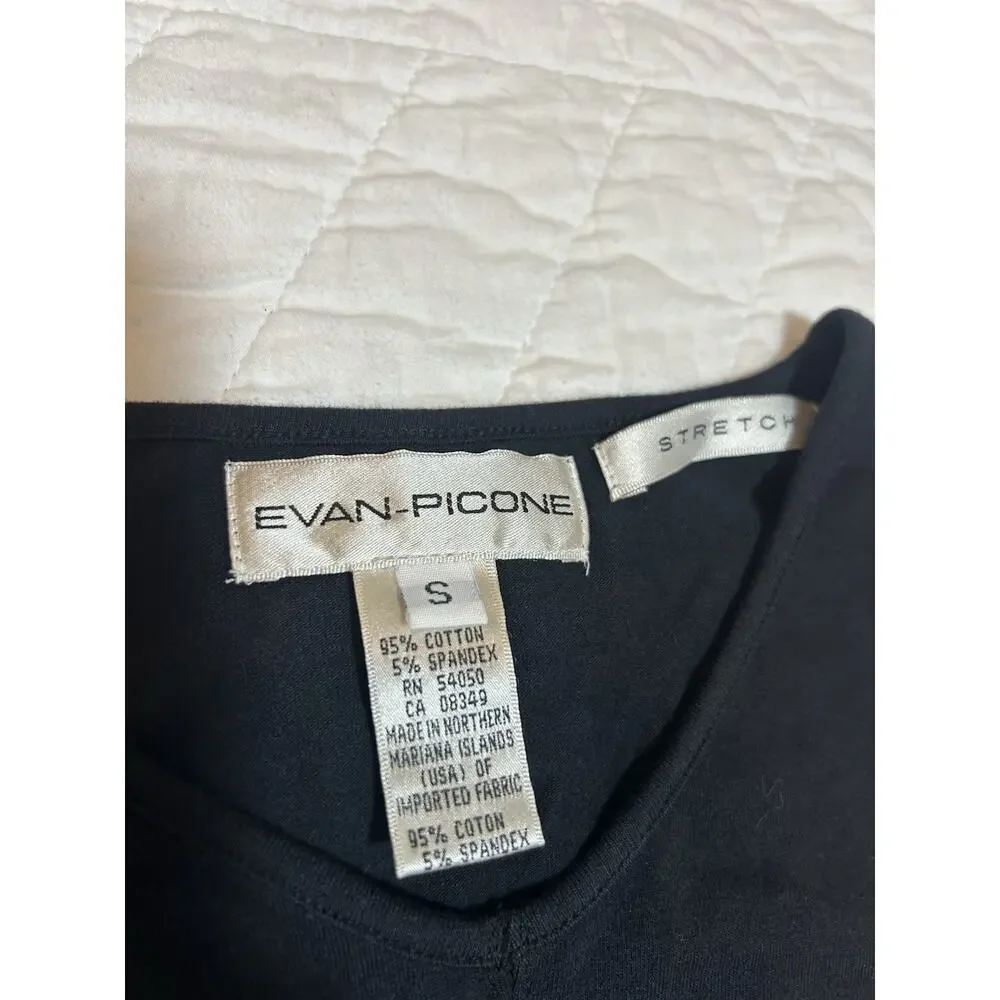 EVAN-PICONE
STRETCH
S
95% COTTON
5% SPANDEX
RN 54050
CA 08349
MADE IN NORTHERN
MARIANA ISLANDS
(USA) OF
IMPORTED FABRIC
95% COTON
5% SPANDEX